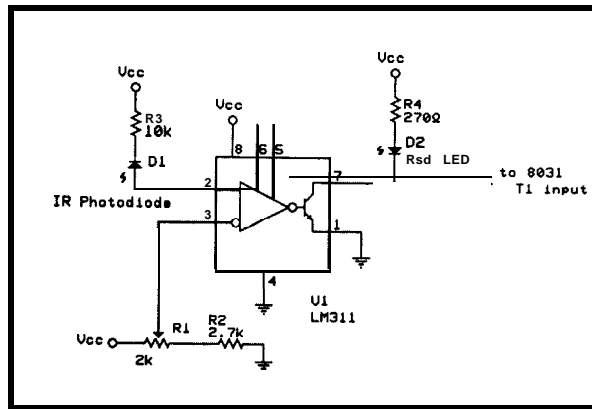 Vcc
R3
10k
D1
IR Photodiode
Vcc
8
6
5
2
3
7
1
4
U1
LM311
Vcc
R4
270Ω
D2
Rsd LED
to 8031
T1 input
Vcc
R1
2k
R2
2.7k